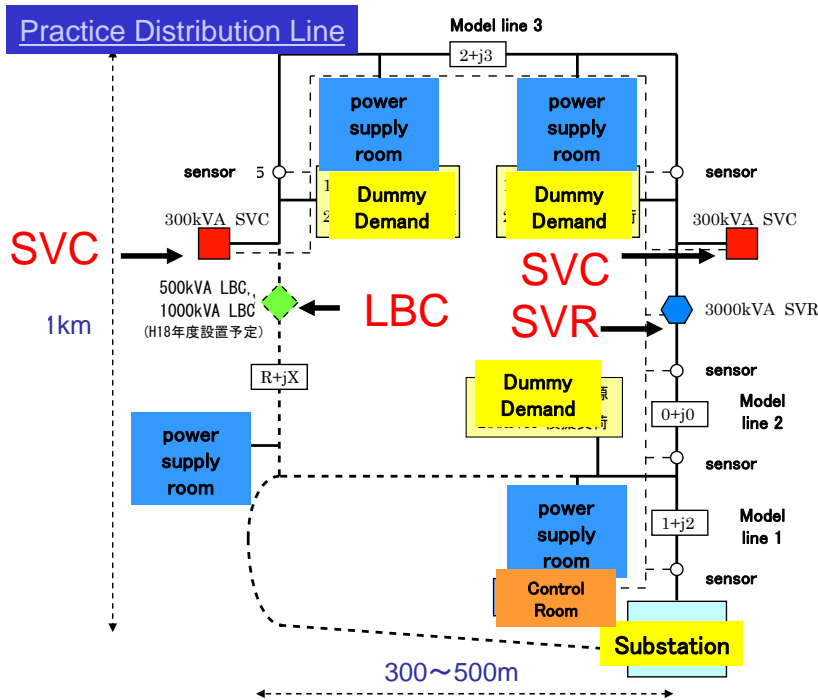 Practice Distribution Line
Model line 3
2+j3
power
supply
room
power
supply
room
sensor
5
sensor
Dummy
Demand
Dummy
Demand
300kVA SVC
300kVA SVC
SVC
SVC
500kVA LBC,
1000kVA LBC
(H18年度設置予定)
LBC
SVR
3000kVA SVR
1km
sensor
R+jX
Dummy
Demand
0+j0
Model
line 2
power
supply
room
sensor
power
supply
room
1+j2
Model
line 1
Control
Room
sensor
Substation
300～500m